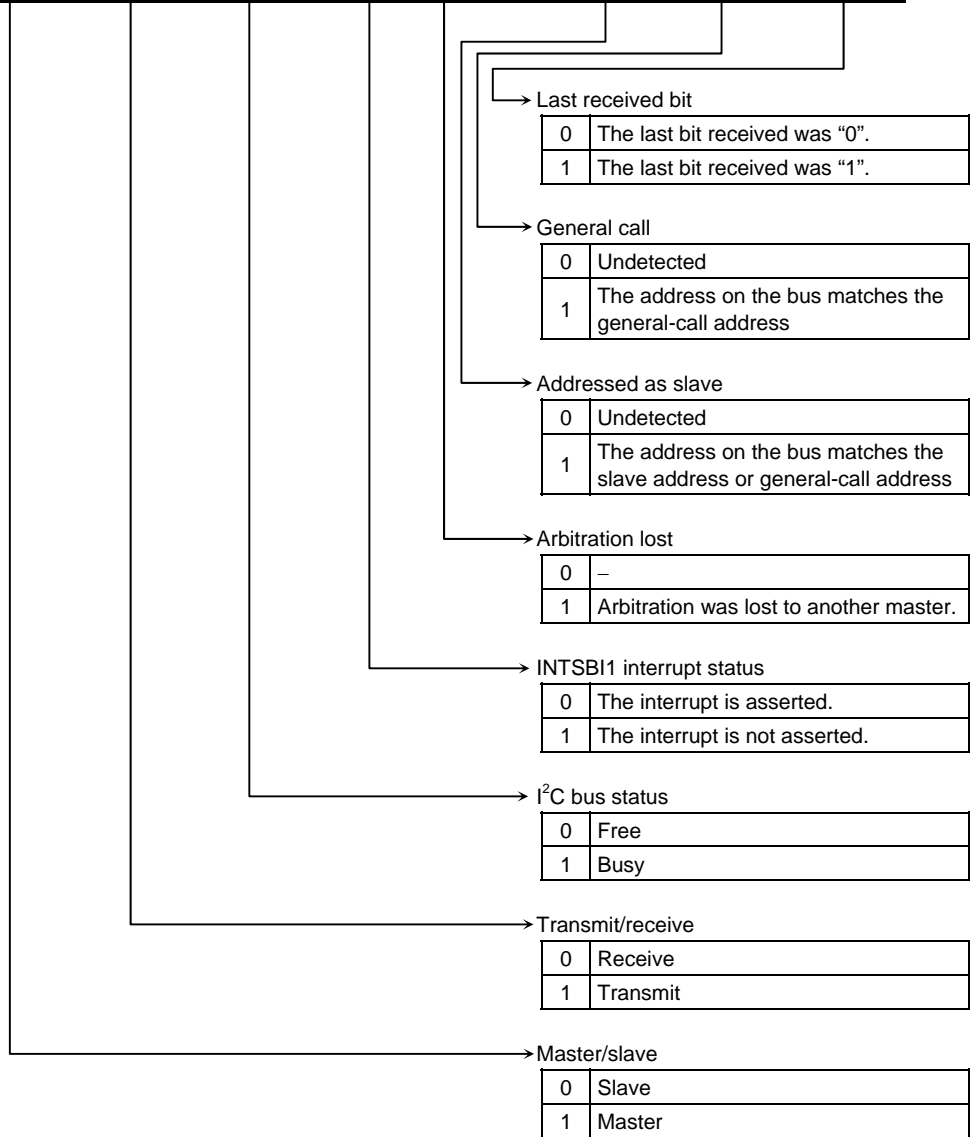 Last received bit
0 The last bit received was “0”.
1 The last bit received was “1”.
General call
0 Undetected
1 The address on the bus matches the
general-call address
Addressed as slave
0 Undetected
1 The address on the bus matches the
slave address or general-call address
Arbitration lost
0 –
1 Arbitration was lost to another master.
INTSBI1 interrupt status
0 The interrupt is asserted.
1 The interrupt is not asserted.
I²C bus status
0 Free
1 Busy
Transmit/receive
0 Receive
1 Transmit
Master/slave
0 Slave
1 Master